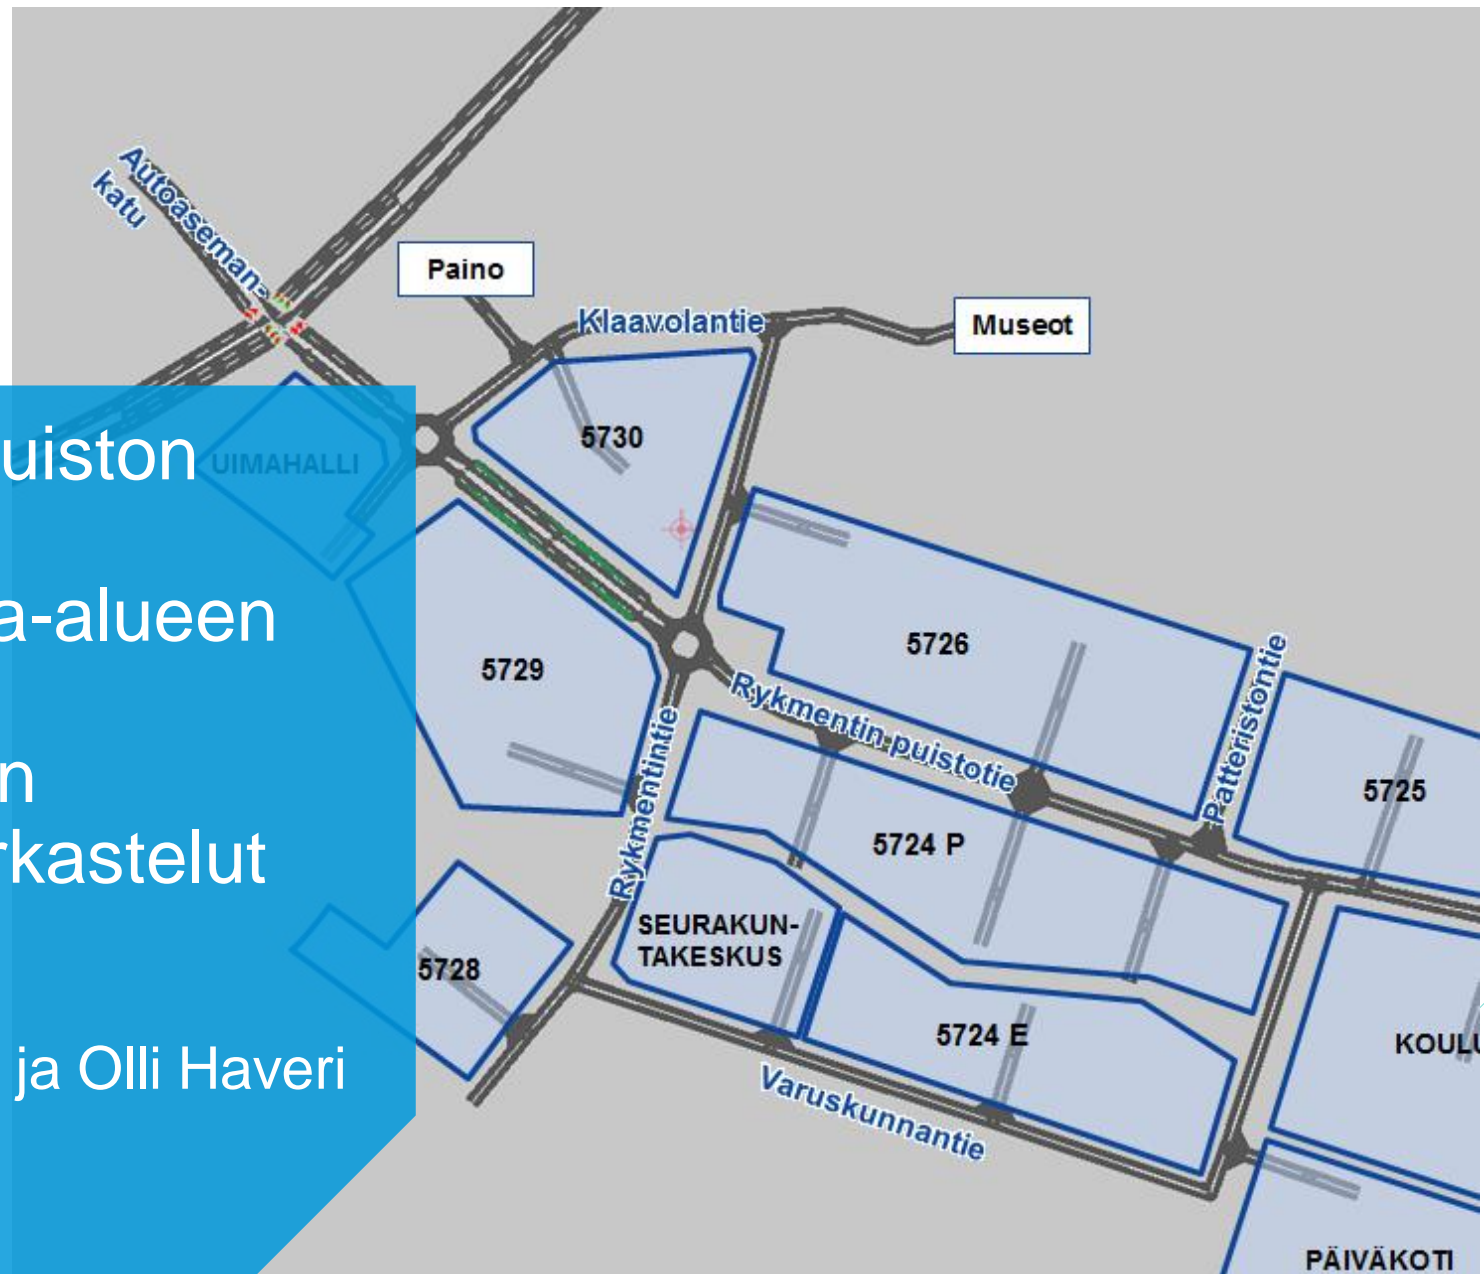 Autoaseman-
katu
Paino
Klaavolantie
Museot
5730
uiston
UIMAHALLI
a-alueen
5726
5729
Rykmentin puistotie
Patteristontie
n
5725
rkastelut
Rykmentintie
5724 P
SEURAKUN-
TAKESKUS
5728
5724 E
KOULU
ja Olli Haveri
Varuskunnantie
PÄIVÄKOTI